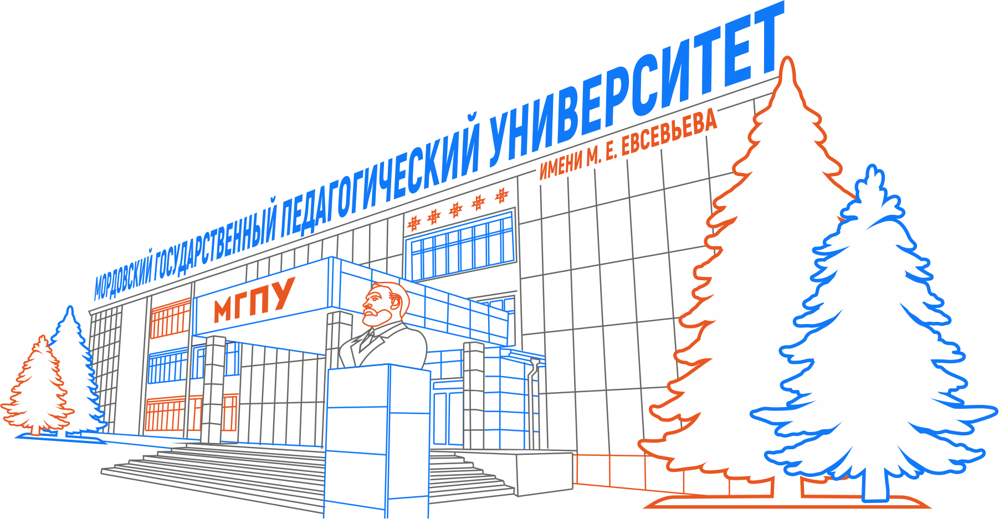 МОРДОВСКИЙ ГОСУДАРСТВЕННЫЙ ПЕДАГОГИЧЕСКИЙ УНИВЕРСИТЕТ
ИМЕНИ М. Е. ЕВСЕВЬЕВА
МГПУ